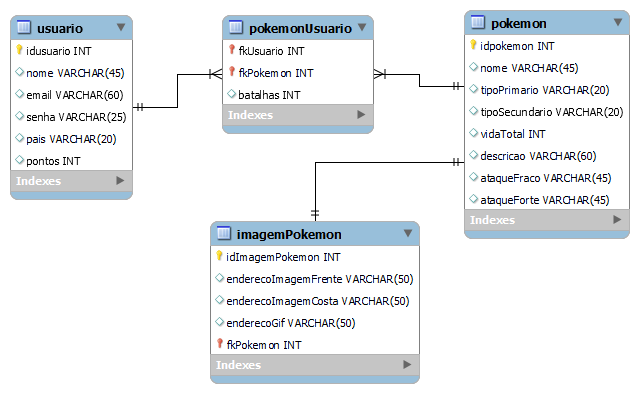 usuario
idusuario INT
nome VARCHAR(45)
email VARCHAR(60)
senha VARCHAR(25)
pais VARCHAR(20)
pontos INT
Indexes
pokemonUsuario
fkUsuario INT
fkPokemon INT
batalhas INT
Indexes
pokemon
idpokemon INT
nome VARCHAR(45)
tipoPrimario VARCHAR(20)
tipoSecundario VARCHAR(20)
vidaTotal INT
descricao VARCHAR(60)
ataqueFraco VARCHAR(45)
ataqueForte VARCHAR(45)
Indexes
imagemPokemon
idImagemPokemon INT
enderecoImagemFrente VARCHAR(50)
enderecoImagemCosta VARCHAR(50)
enderecoGif VARCHAR(50)
fkPokemon INT
Indexes